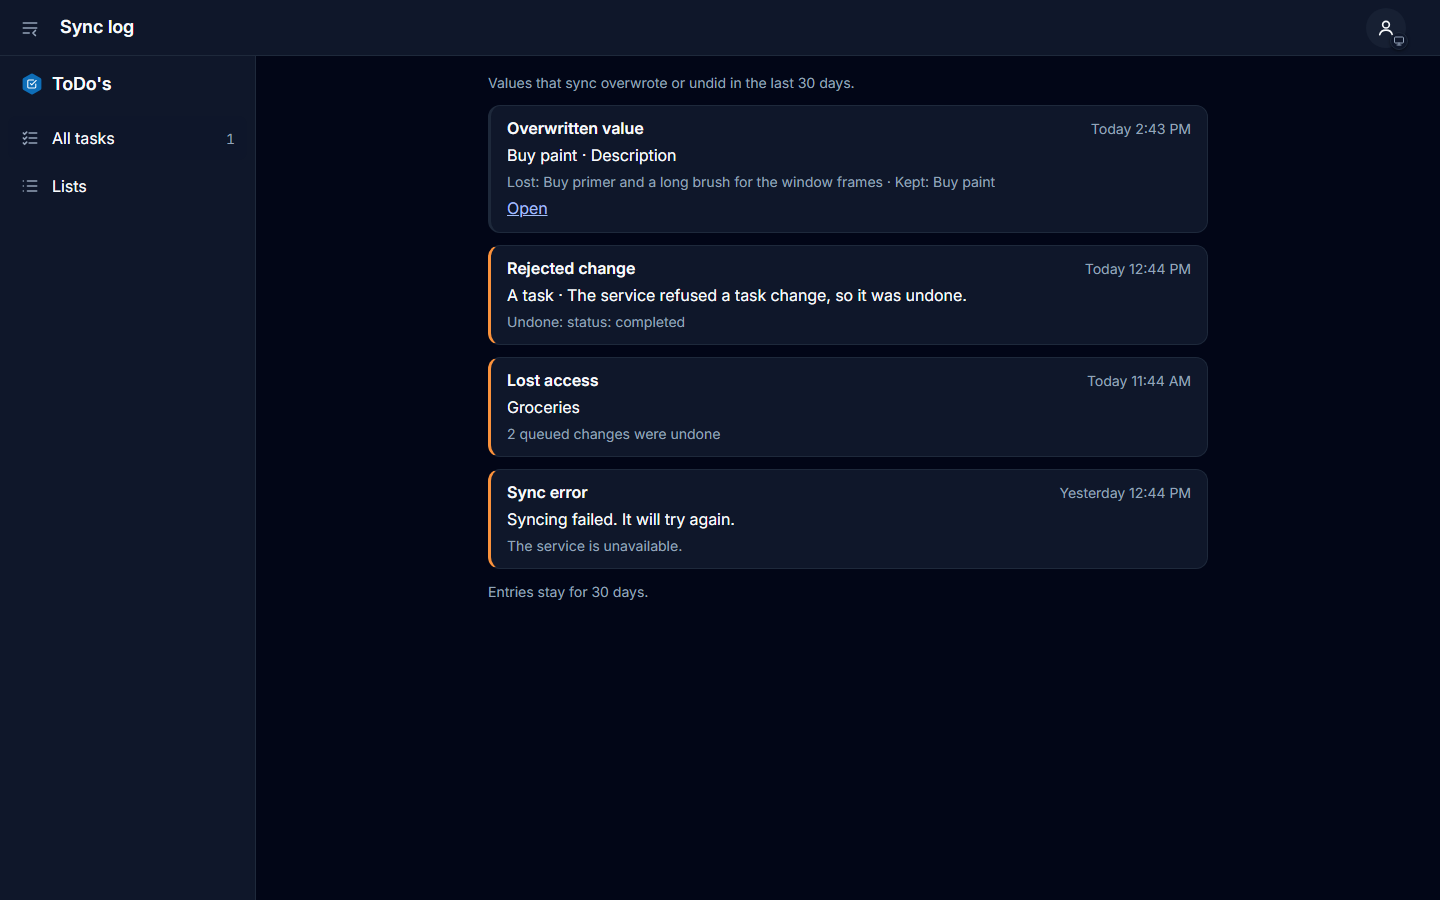 Sync log
ToDo's
All tasks 1
Lists
Values that sync overwrote or undid in the last 30 days.
Overwritten value Today 2:43 PM
Buy paint · Description
Lost: Buy primer and a long brush for the window frames · Kept: Buy paint
Open
Rejected change Today 12:44 PM
A task · The service refused a task change, so it was undone.
Undone: status: completed
Lost access Today 11:44 AM
Groceries
2 queued changes were undone
Sync error Yesterday 12:44 PM
Syncing failed. It will try again.
The service is unavailable.
Entries stay for 30 days.